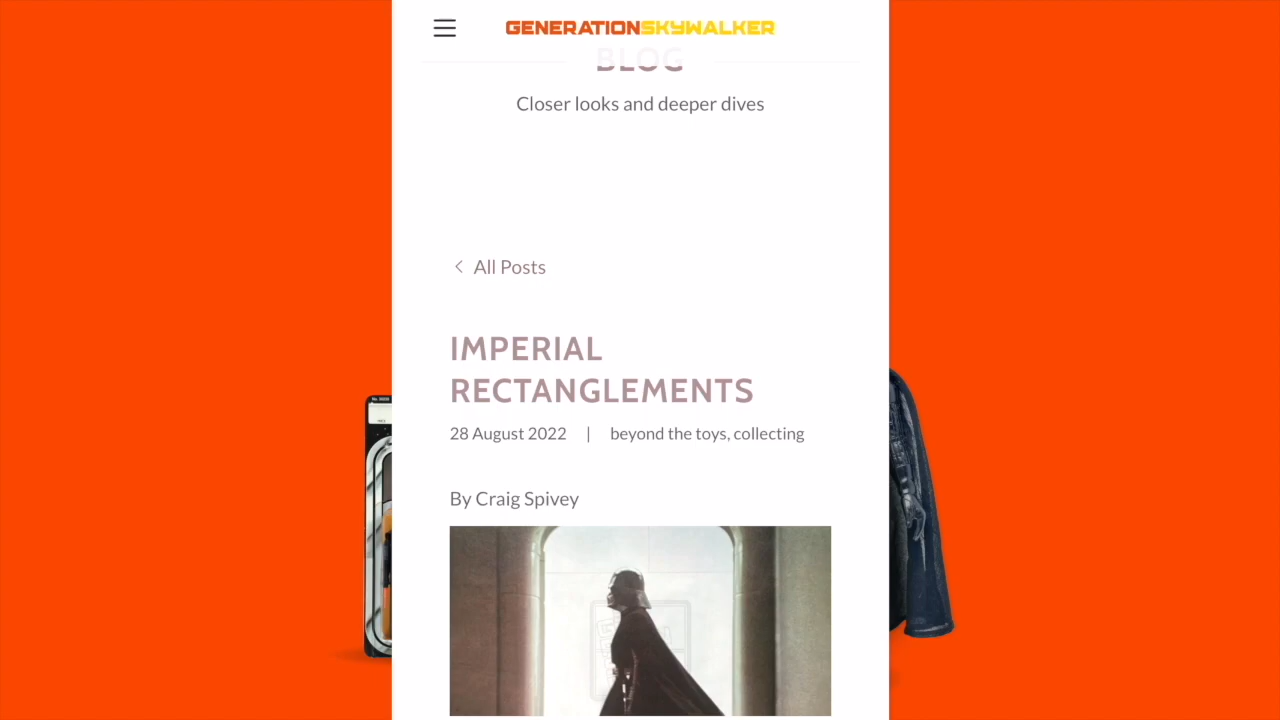 GENERATIONSKYWALKER
BLOG
Closer looks and deeper dives
All Posts
IMPERIAL
RECTANGLEMENTS
28 August 2022 | beyond the toys, collecting
By Craig Spivey